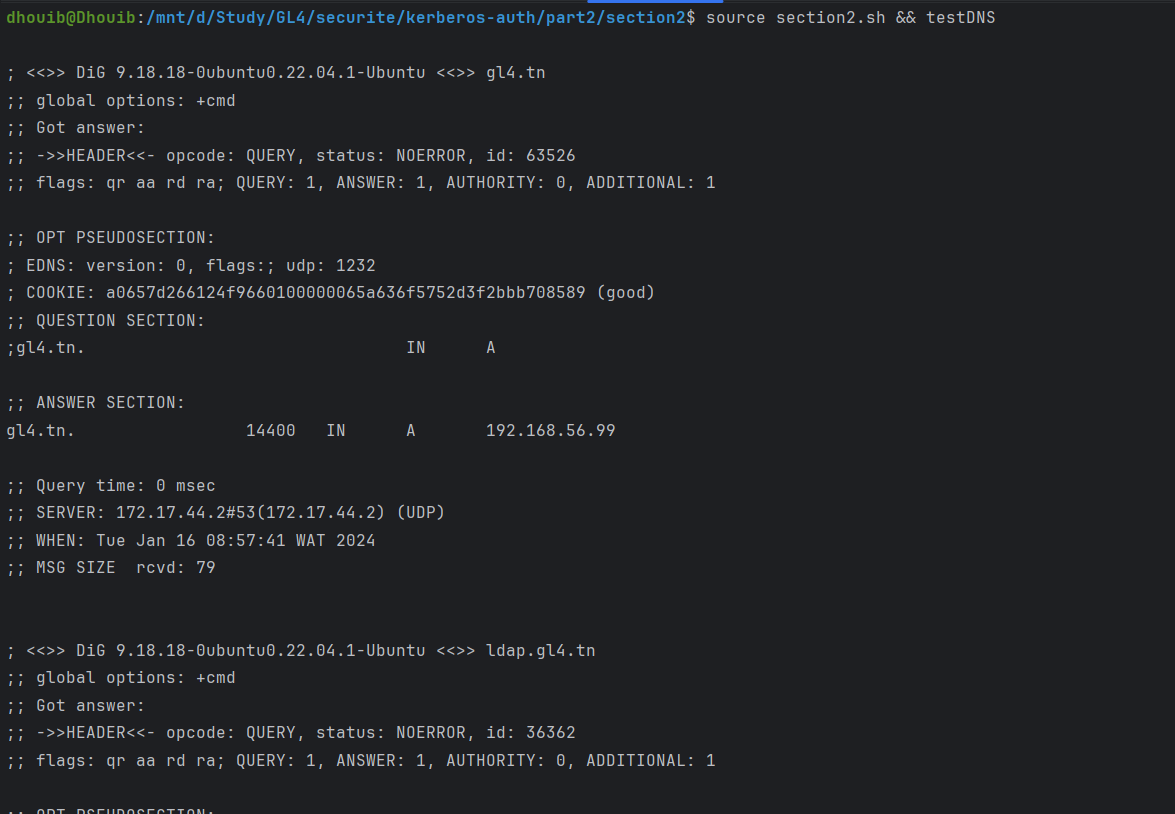 dhouib@Dhouib:/mnt/d/Study/GL4/securite/kerberos-auth/part2/section2$ source section2.sh && testDNS
; <<>> DiG 9.18.18-0ubuntu0.22.04.1-Ubuntu <<>> gl4.tn
;; global options: +cmd
;; Got answer:
;; ->>HEADER<<- opcode: QUERY, status: NOERROR, id: 63526
;; flags: qr aa rd ra; QUERY: 1, ANSWER: 1, AUTHORITY: 0, ADDITIONAL: 1
;; OPT PSEUDOSECTION:
; EDNS: version: 0, flags:; udp: 1232
; COOKIE: a0657d266124f9660100000065a636f5752d3f2bbb708589 (good)
;; QUESTION SECTION:
;gl4.tn. IN A
;; ANSWER SECTION:
gl4.tn. 14400 IN A 192.168.56.99
;; Query time: 0 msec
;; SERVER: 172.17.44.2#53(172.17.44.2) (UDP)
;; WHEN: Tue Jan 16 08:57:41 WAT 2024
;; MSG SIZE  rcvd: 79
; <<>> DiG 9.18.18-0ubuntu0.22.04.1-Ubuntu <<>> ldap.gl4.tn
;; global options: +cmd
;; Got answer:
;; ->>HEADER<<- opcode: QUERY, status: NOERROR, id: 36362
;; flags: qr aa rd ra; QUERY: 1, ANSWER: 1, AUTHORITY: 0, ADDITIONAL: 1
;; OPT PSEUDOSECTION: